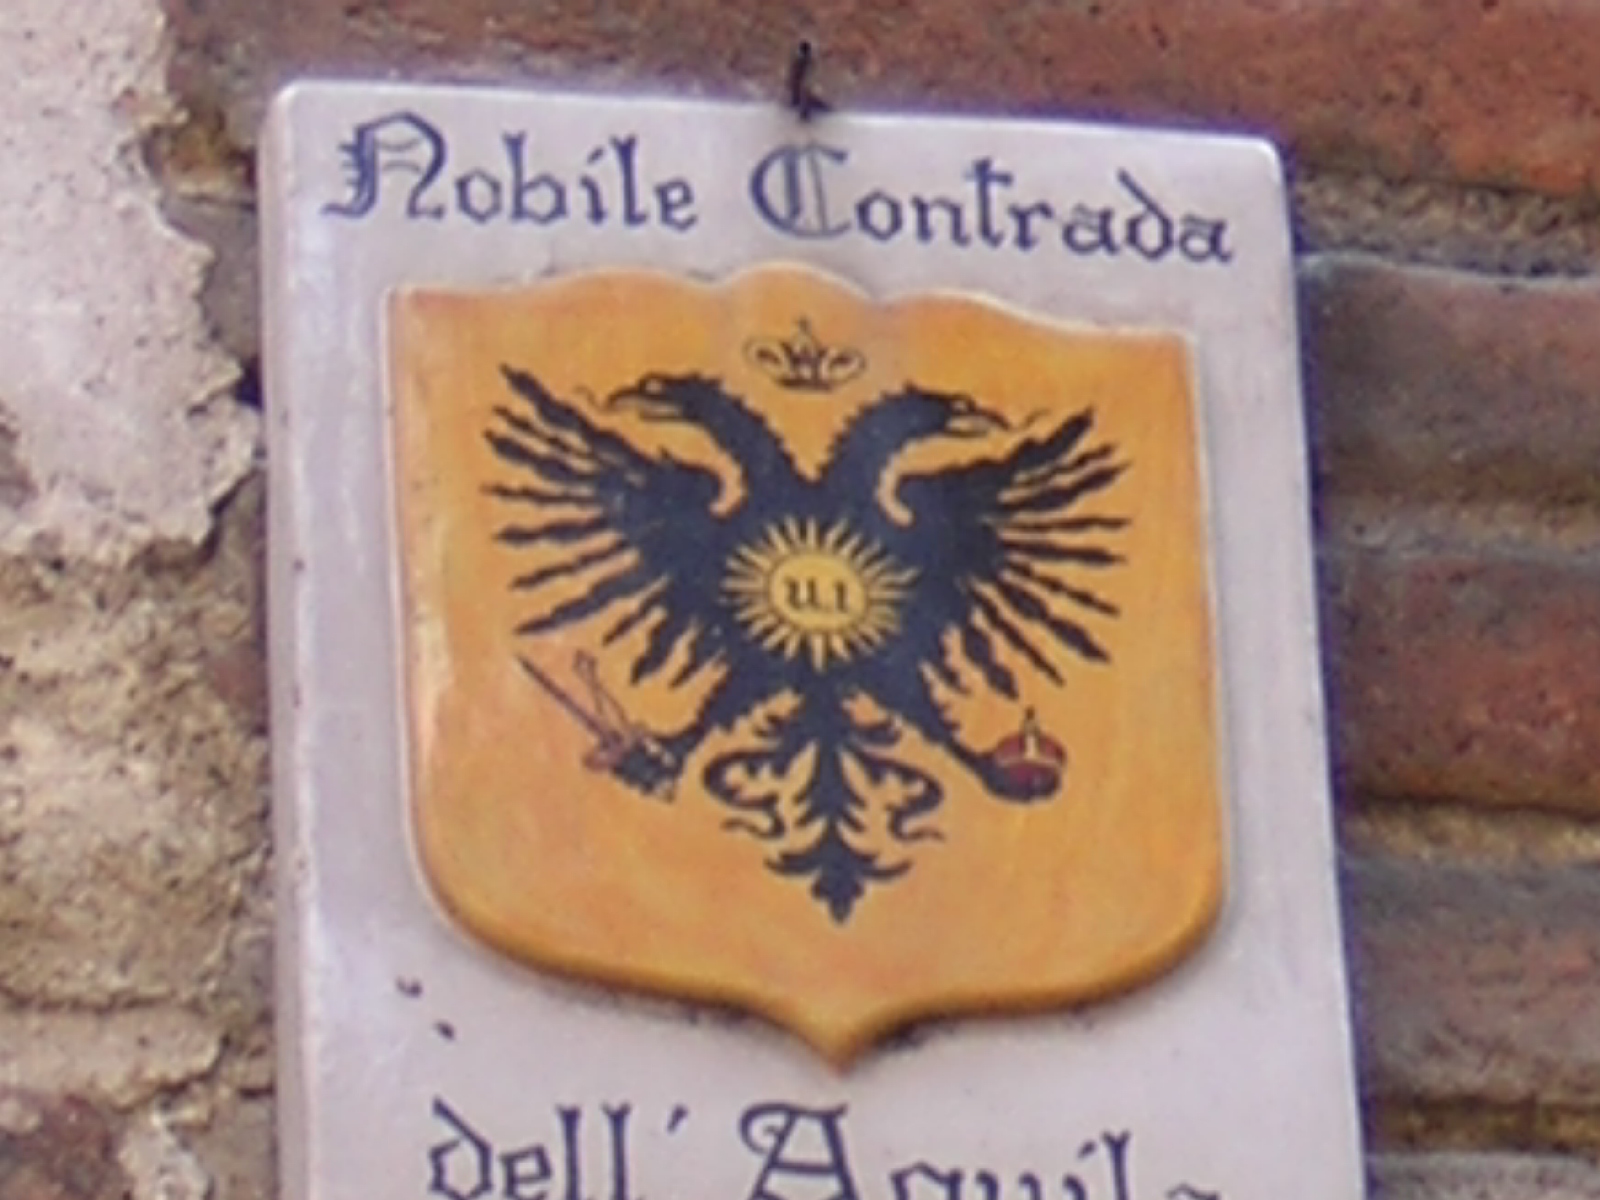 Nobile Contrada
U.I
dell' Aquila